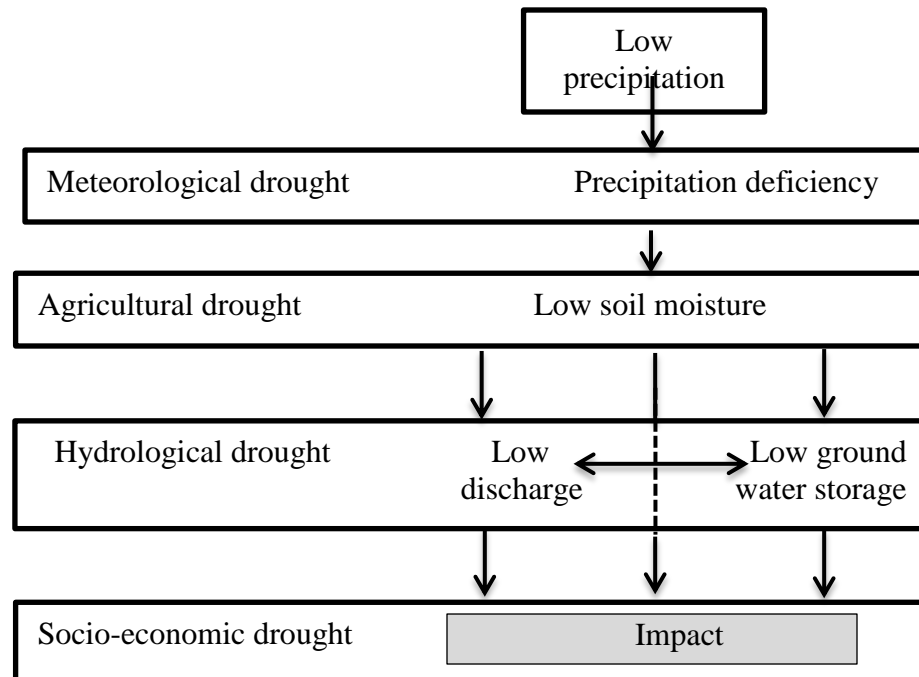 Low
precipitation
Meteorological drought Precipitation deficiency
Agricultural drought Low soil moisture
Hydrological drought Low Low ground
discharge water storage
Socio-economic drought Impact